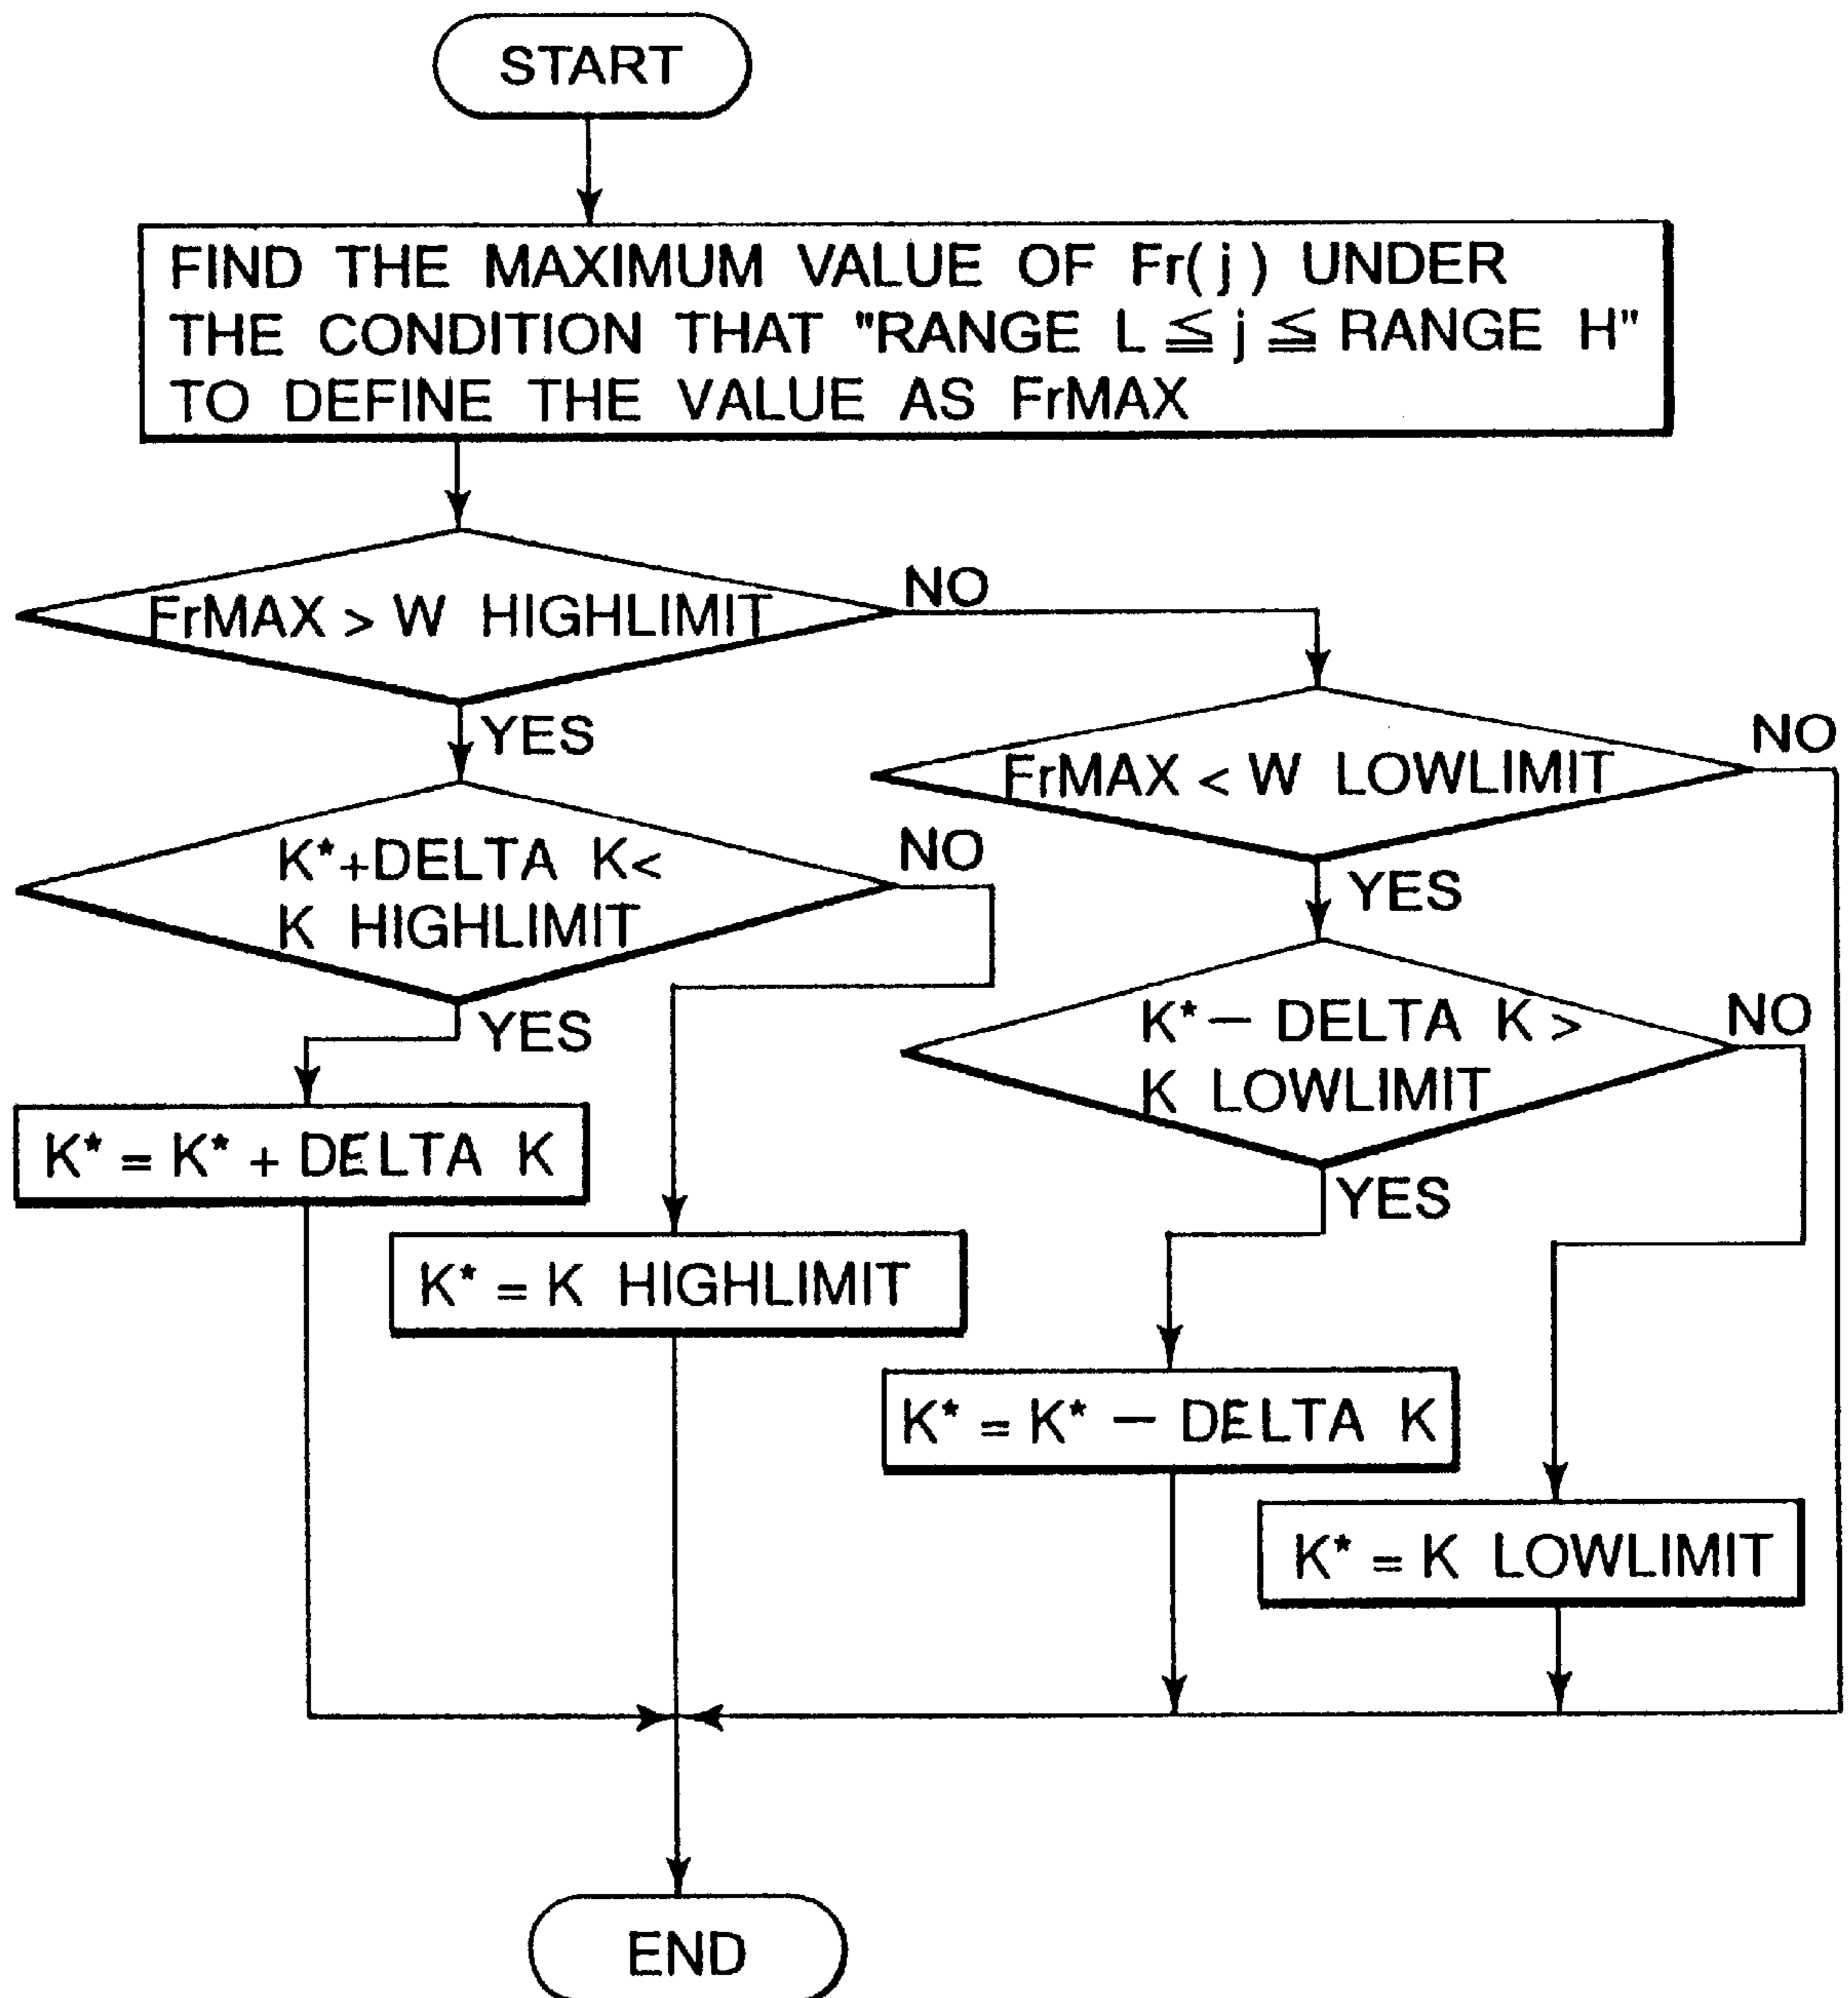 START
FIND THE MAXIMUM VALUE OF Fr(j) UNDER
THE CONDITION THAT "RANGE L ≦ j ≦ RANGE H"
TO DEFINE THE VALUE AS FrMAX
FrMAX > W HIGHLIMIT
NO
YES
FrMAX < W LOWLIMIT
NO
YES
K*+DELTA K<
K HIGHLIMIT
NO
YES
K*− DELTA K >
K LOWLIMIT
NO
YES
K* = K* + DELTA K
K* = K HIGHLIMIT
K* = K* − DELTA K
K* = K LOWLIMIT
END